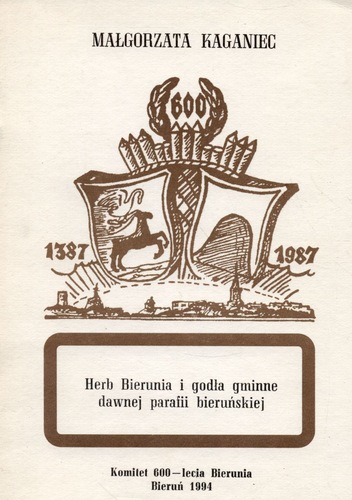 MAŁGORZATA KAGANIEC
600
1387 1987
Herb Bierunia i godła gminne
dawnej parafii bieruńskiej
Komitet 600—lecia Bierunia
Bieruń 1994